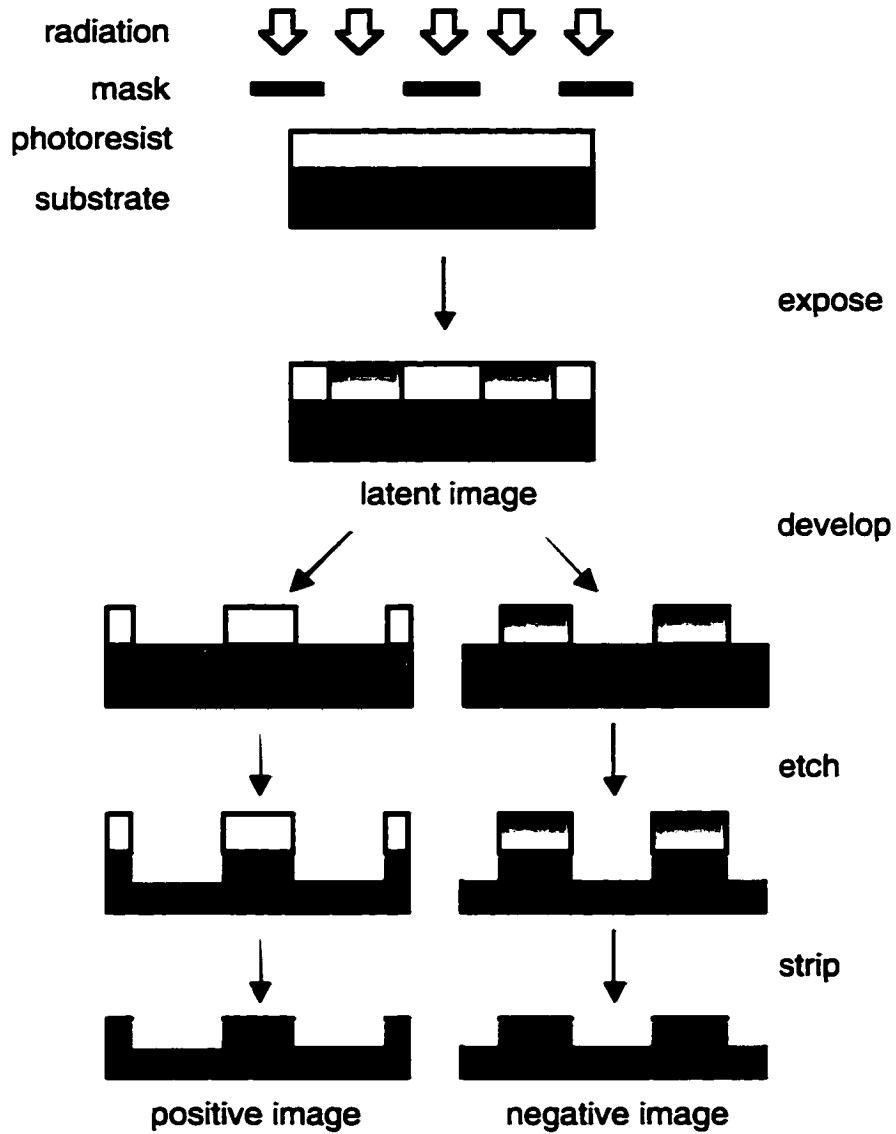 radiation
mask
photoresist
substrate
expose
latent image
develop
etch
strip
positive image
negative image